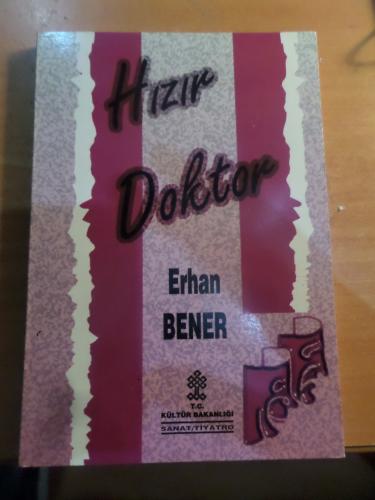 Hızır
Doktor
Erhan
BENER
T.C.
KÜLTÜR BAKANLIĞI
SANAT/TİYATRO